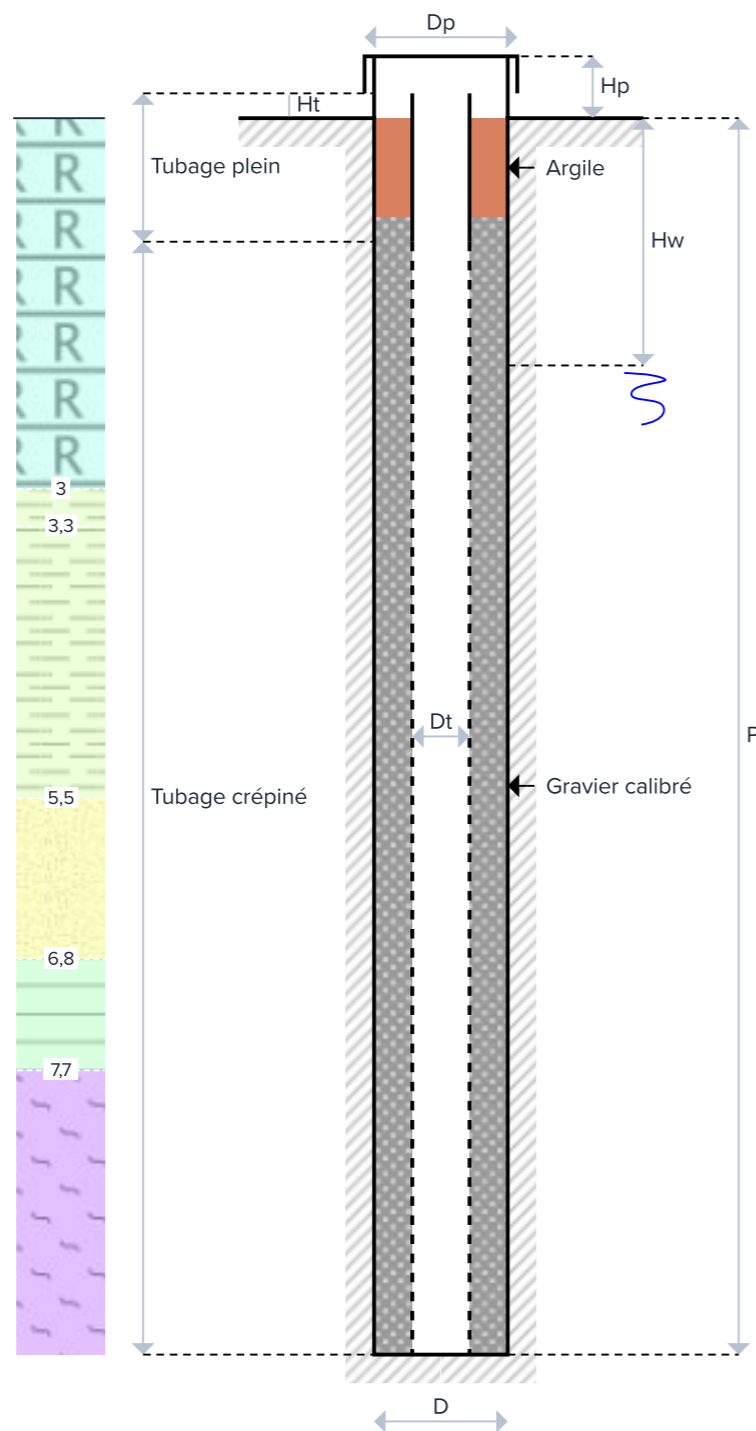 Dp
Hp
Ht
Tubage plein
Argile
Hw
R
R
R
R
R
R
R
3
3,3
Dt
P
Gravier calibré
5,5
Tubage crépiné
6,8
7,7
D